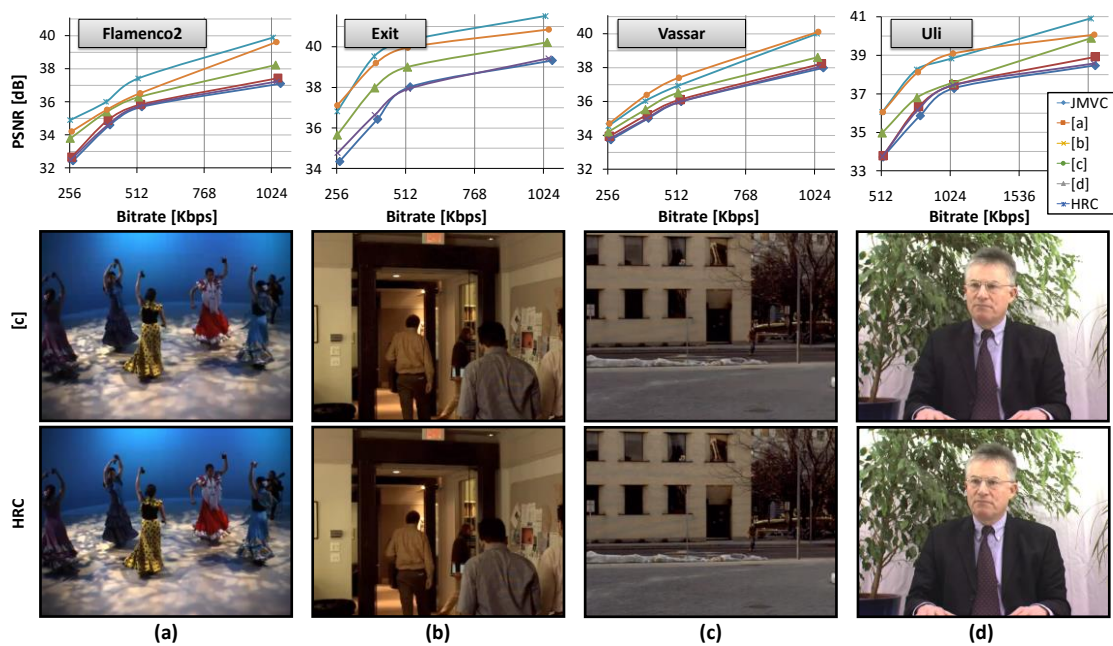 Flamenco2
PSNR [dB]
40
38
36
34
32
256 512 768 1024
Bitrate [Kbps]
Exit
40
38
36
34
256 512 768 1024
Bitrate [Kbps]
Vassar
40
38
36
34
32
256 512 768 1024
Bitrate [Kbps]
Uli
41
39
37
35
33
512 1024 1536
Bitrate [Kbps]
JMVC
[a]
[b]
[c]
[d]
HRC
[c]
HRC
(a) (b) (c) (d)